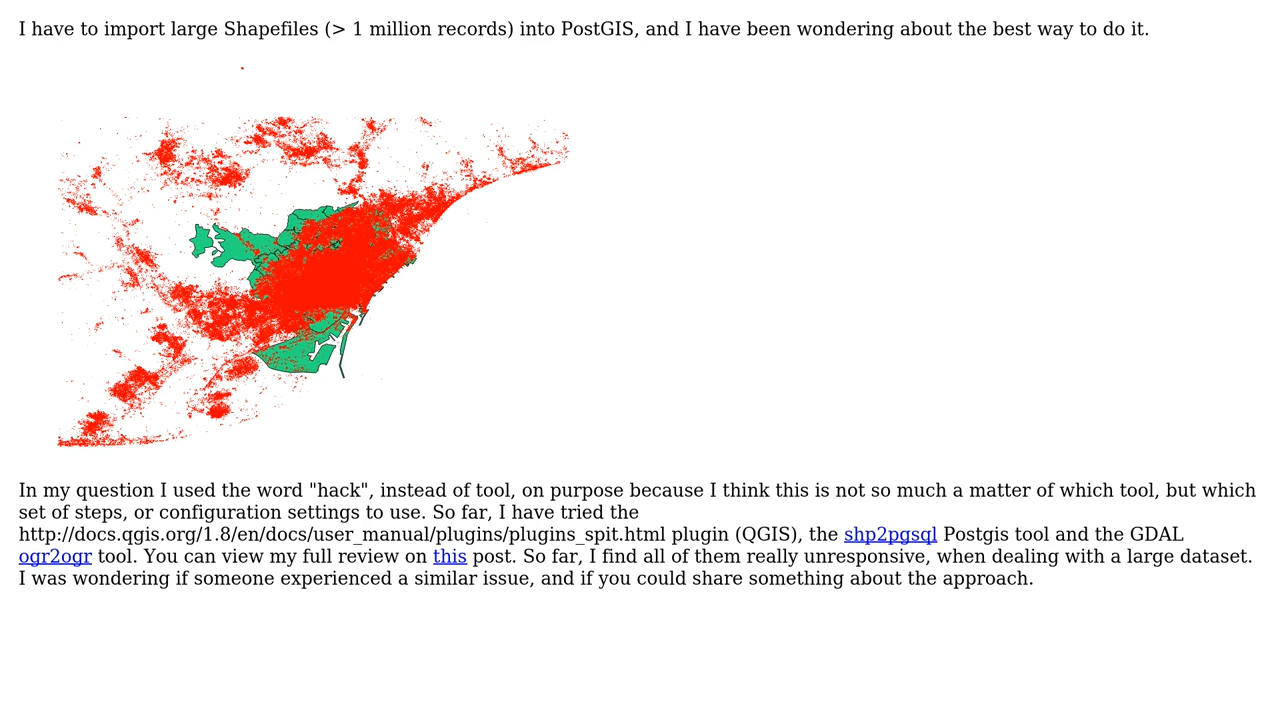 I have to import large Shapefiles (> 1 million records) into PostGIS, and I have been wondering about the best way to do it.
In my question I used the word "hack", instead of tool, on purpose because I think this is not so much a matter of which tool, but which
set of steps, or configuration settings to use. So far, I have tried the
http://docs.qgis.org/1.8/en/docs/user_manual/plugins/plugins_spit.html plugin (QGIS), the shp2pgsql Postgis tool and the GDAL
ogr2ogr tool. You can view my full review on this post. So far, I find all of them really unresponsive, when dealing with a large dataset.
I was wondering if someone experienced a similar issue, and if you could share something about the approach.